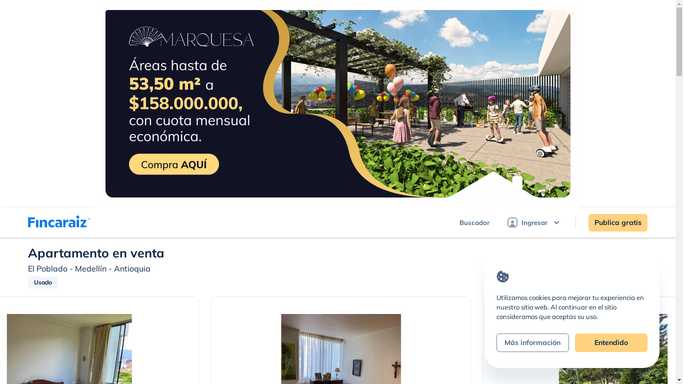 MARQUESA
Áreas hasta de
53,50 m² a
$158.000.000,
con cuota mensual
económica.
Compra AQUÍ
Fincaraiz
Buscador
Ingresar
Publica gratis
Apartamento en venta
El Poblado - Medellín - Antioquia
Usado
Utilizamos cookies para mejorar tu experiencia en
nuestro sitio web. Al continuar en el sitio
consideramos que aceptas su uso.
Más información
Entendido